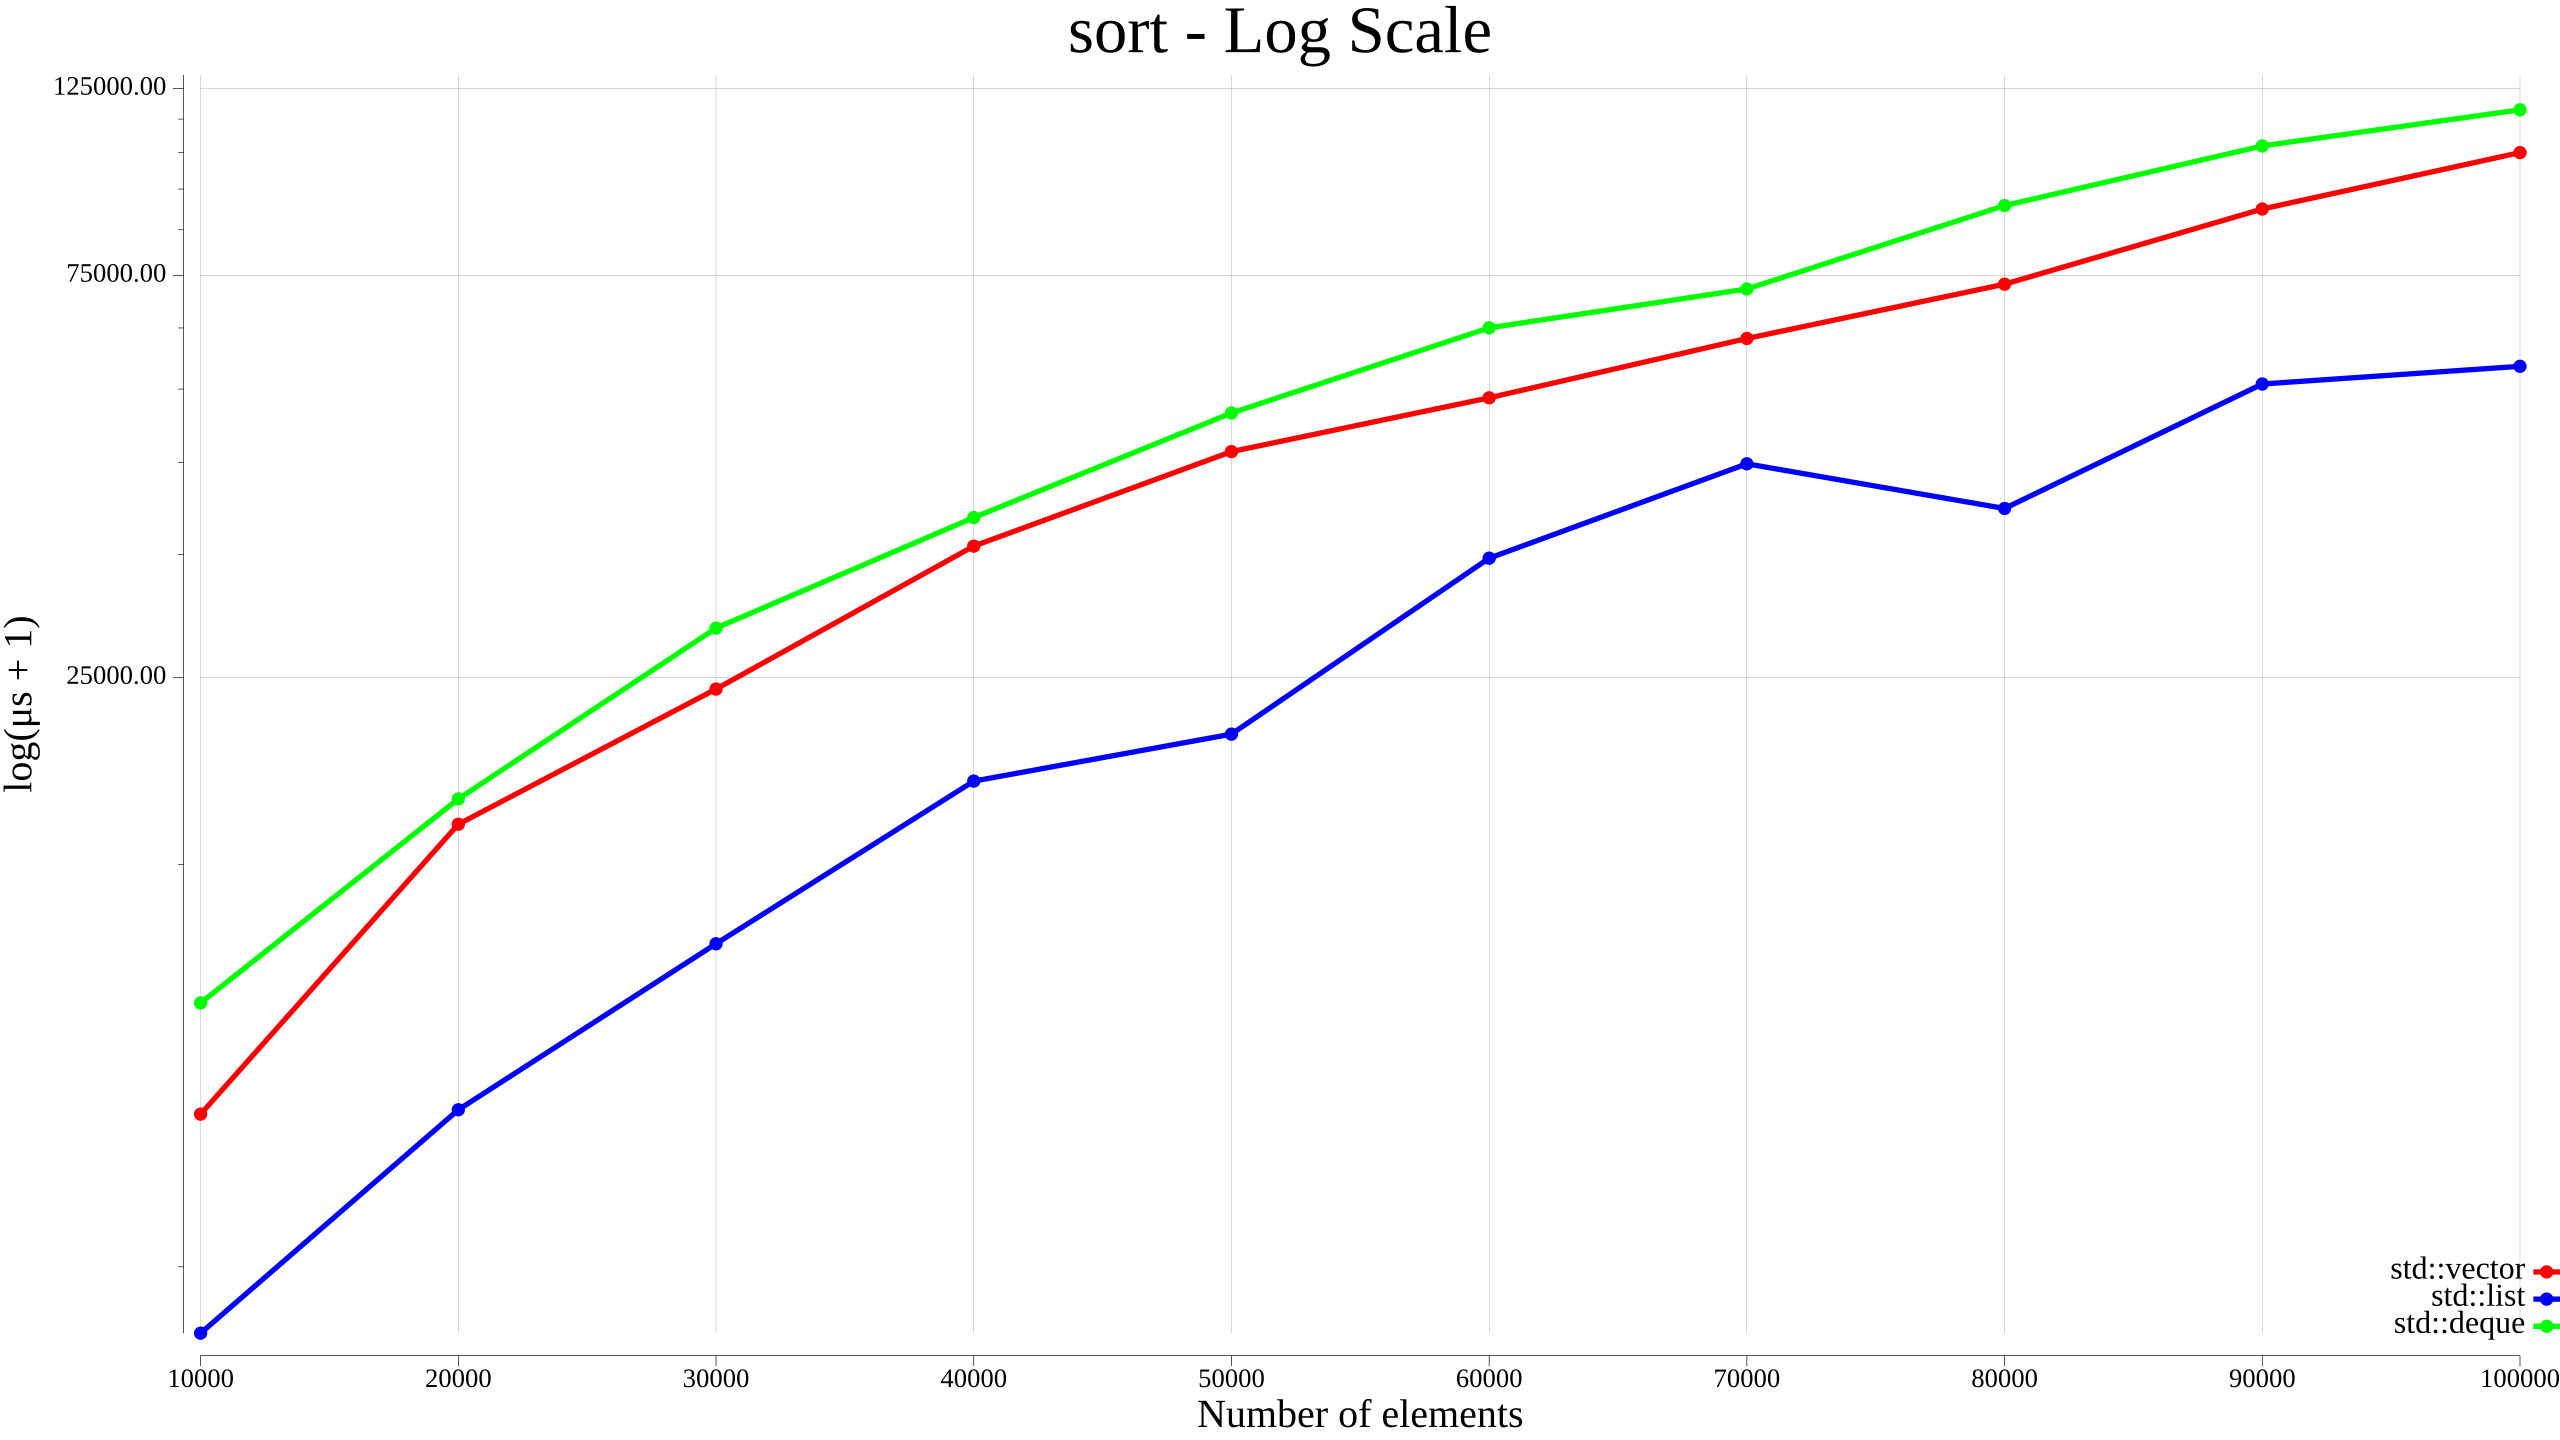 sort - Log Scale
125000.00
75000.00
25000.00
log(μs + 1)
std::vector
std::list
std::deque
10000 20000 30000 40000 50000 60000 70000 80000 90000 100000
Number of elements